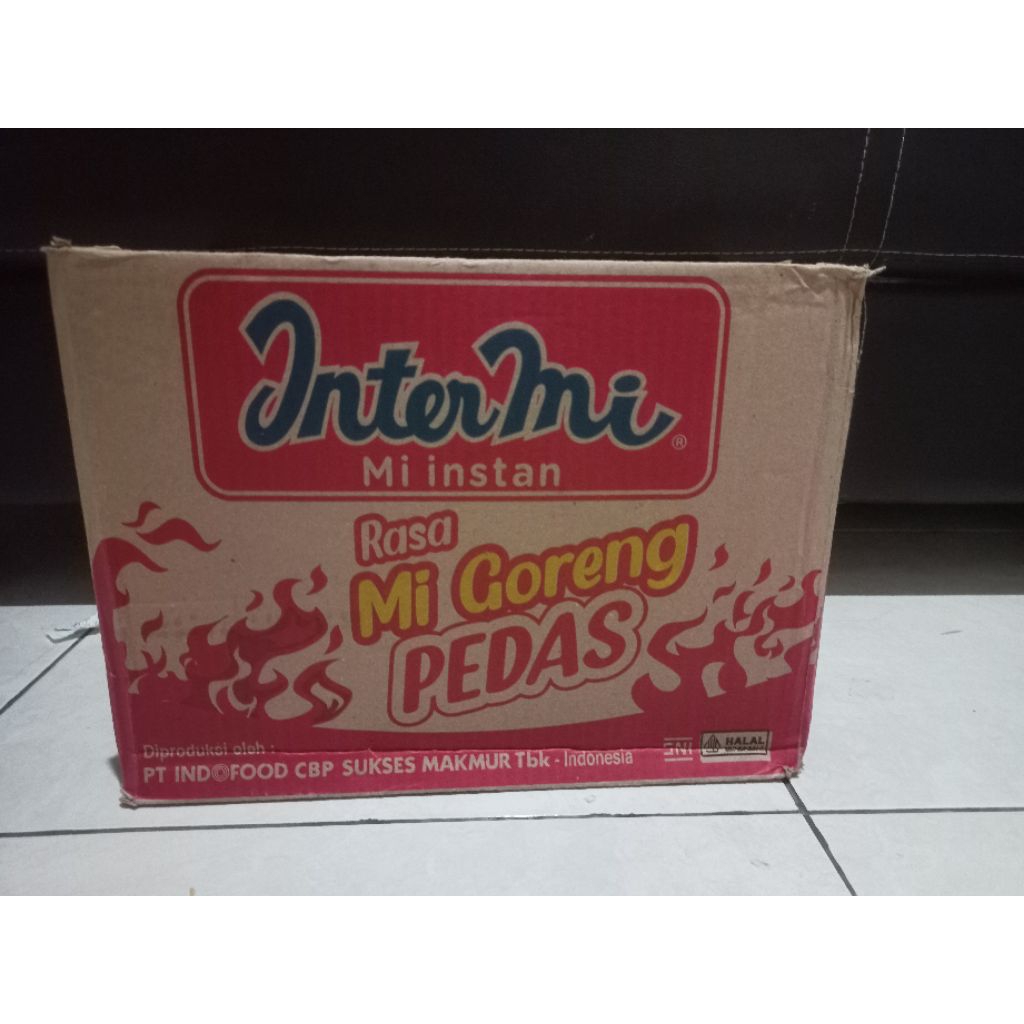 InterMi®
Mi instan
Rasa
Mi Goreng
PEDAS
Diproduksi oleh :
PT INDOFOOD CBP SUKSES MAKMUR Tbk - Indonesia
SNI
HALAL